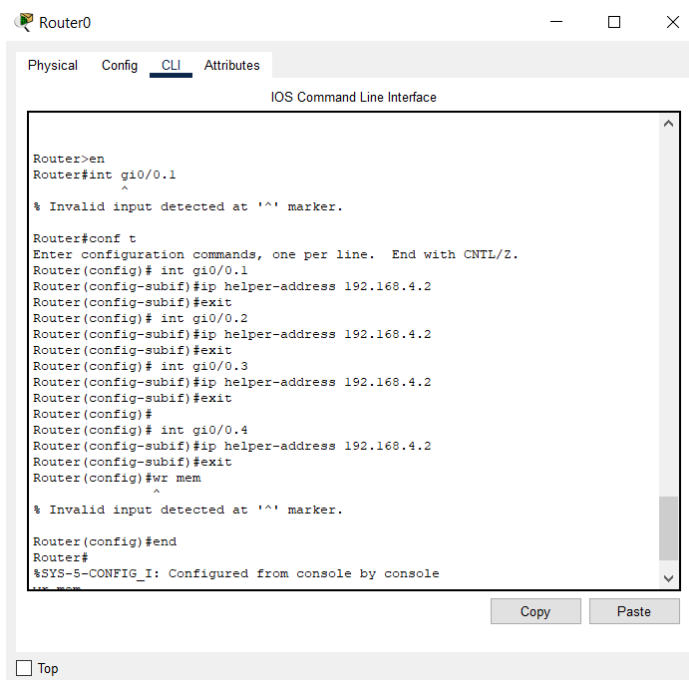 Router0
Physical Config CLI Attributes
IOS Command Line Interface
Router>en
Router#int gi0/0.1
^
% Invalid input detected at '^' marker.
Router#conf t
Enter configuration commands, one per line. End with CNTL/Z.
Router(config)# int gi0/0.1
Router(config-subif)#ip helper-address 192.168.4.2
Router(config-subif)#exit
Router(config)# int gi0/0.2
Router(config-subif)#ip helper-address 192.168.4.2
Router(config-subif)#exit
Router(config)# int gi0/0.3
Router(config-subif)#ip helper-address 192.168.4.2
Router(config-subif)#exit
Router(config)#
Router(config)# int gi0/0.4
Router(config-subif)#ip helper-address 192.168.4.2
Router(config-subif)#exit
Router(config)#wr mem
^
% Invalid input detected at '^' marker.
Router(config)#end
Router#
%SYS-5-CONFIG_I: Configured from console by console
wr mem
Copy Paste
Top